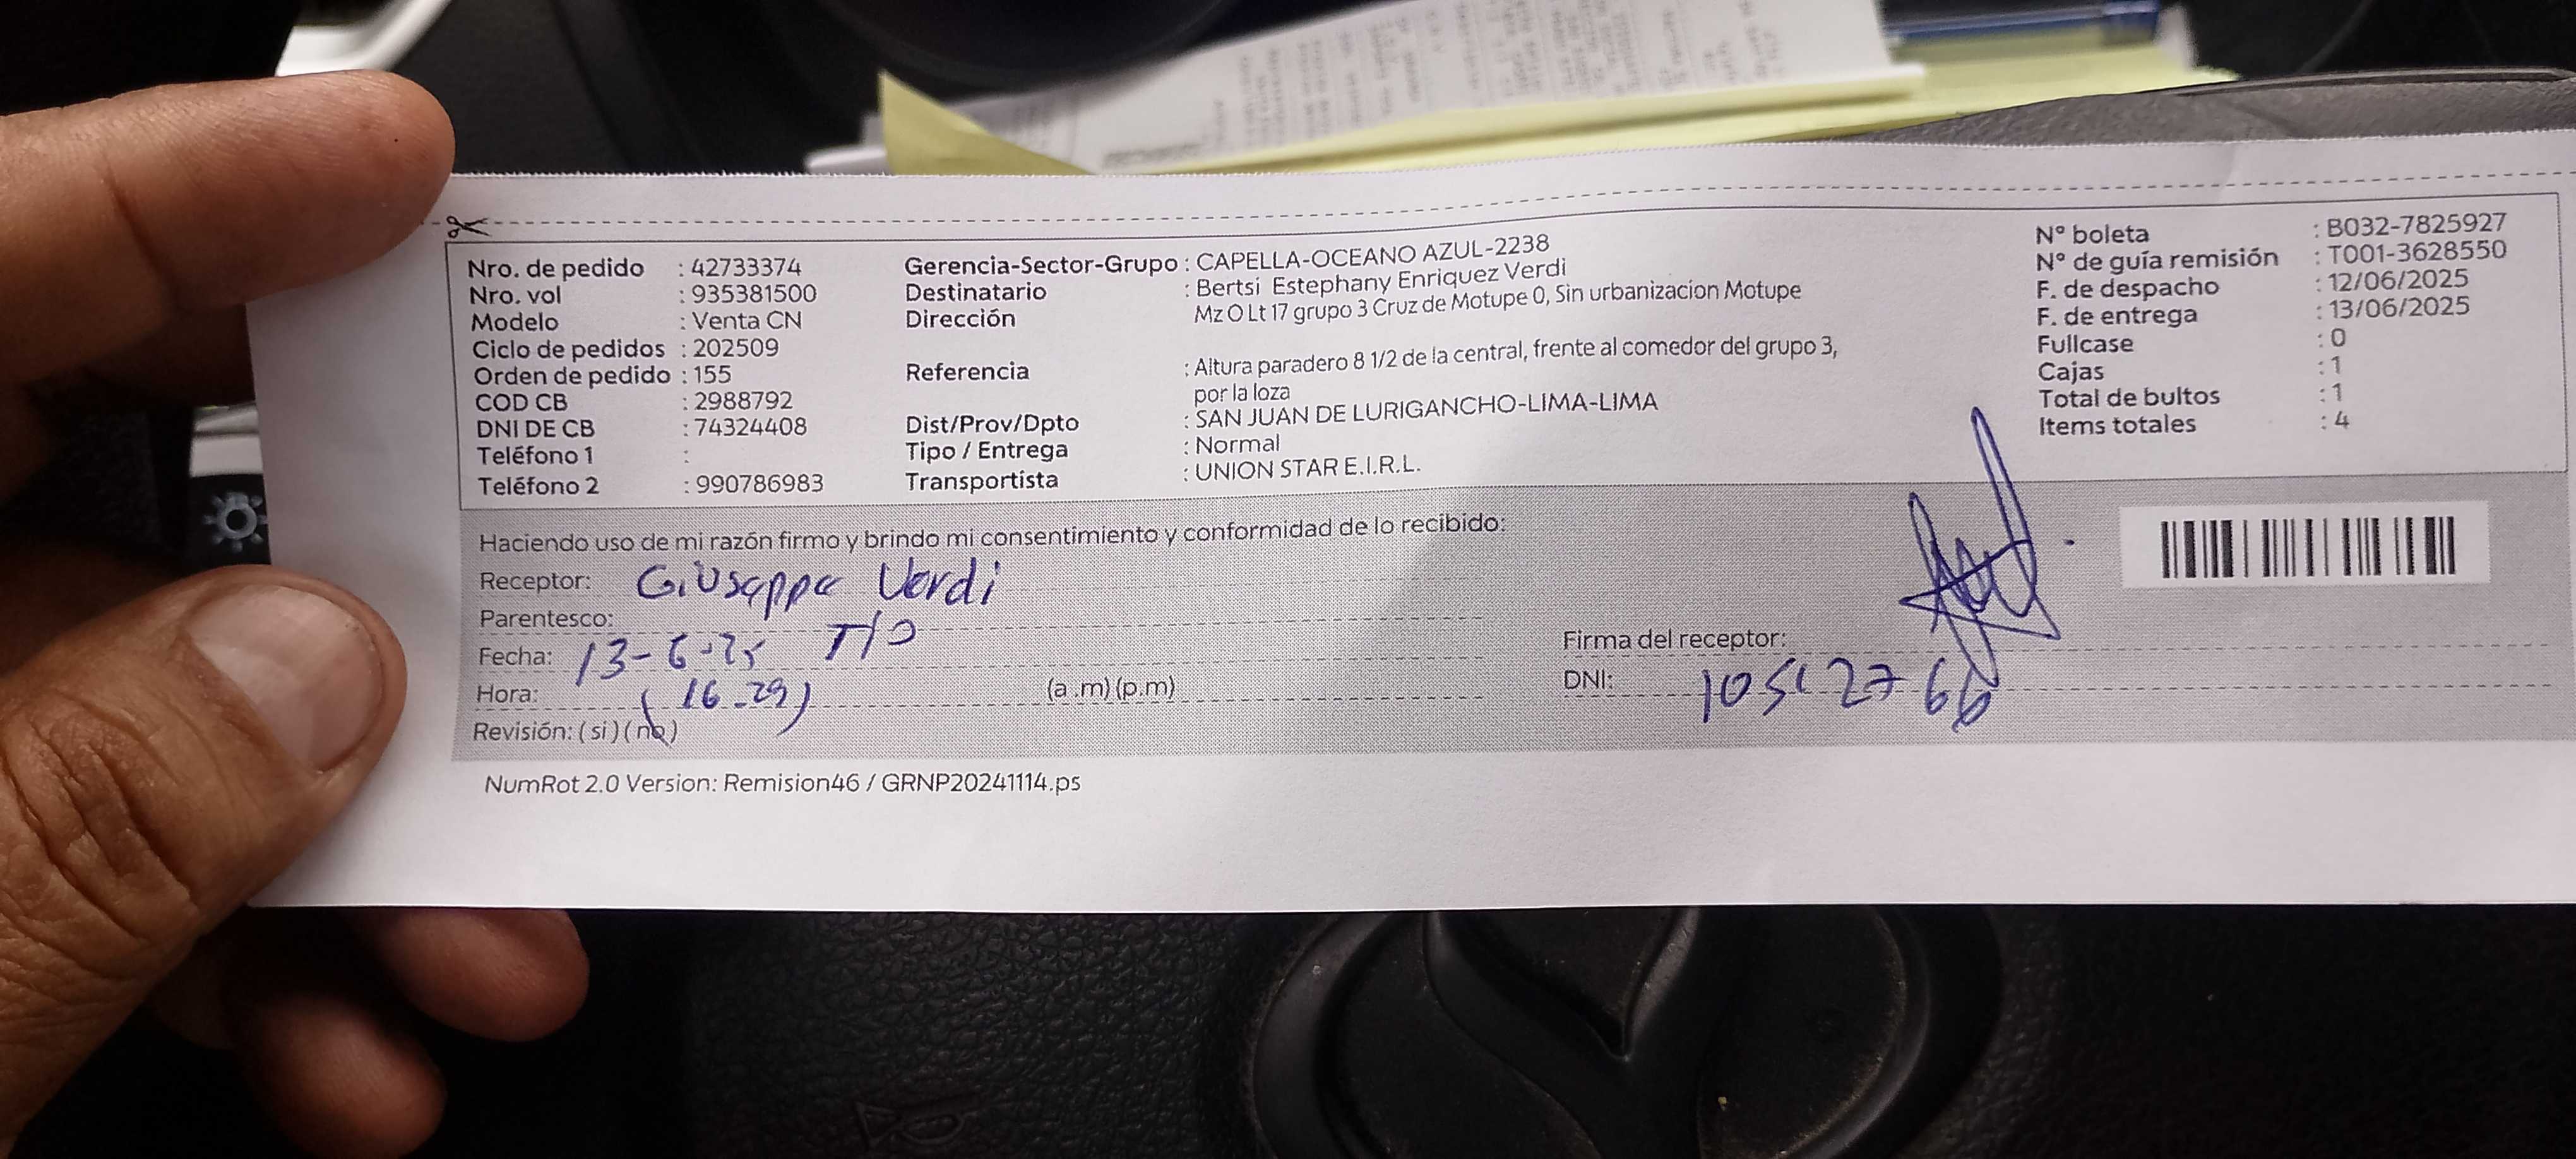 Nro. de pedido : 42733374
Nro. vol : 935381500
Modelo : Venta CN
Ciclo de pedidos : 202509
Orden de pedido : 155
COD CB : 2988792
DNI DE CB : 74324408
Teléfono 1 :
Teléfono 2 : 990786983
Gerencia-Sector-Grupo : CAPELLA-OCEANO AZUL-2238
Destinatario : Bertsi Estephany Enriquez Verdi
Dirección Mz O Lt 17 grupo 3 Cruz de Motupe 0, Sin urbanizacion Motupe
Referencia : Altura paradero 8 1/2 de la central, frente al comedor del grupo 3,
por la loza
Dist/Prov/Dpto : SAN JUAN DE LURIGANCHO-LIMA-LIMA
Tipo / Entrega : Normal
Transportista : UNION STAR E.I.R.L.
Nº boleta : B032-7825927
Nº de guía remisión : T001-3628550
F. de despacho : 12/06/2025
F. de entrega : 13/06/2025
Fullcase : 0
Cajas : 1
Total de bultos : 1
Items totales : 4
Haciendo uso de mi razón firmo y brindo mi consentimiento y conformidad de lo recibido:
Receptor: Giuseppe Verdi
Parentesco: TIO
Fecha: 13-6-25
Hora: (16-29) (a .m) (p.m)
Revisión: ( si ) ( no )
Firma del receptor:
DNI:
NumRot 2.0 Version: Remision46 / GRNP20241114.ps